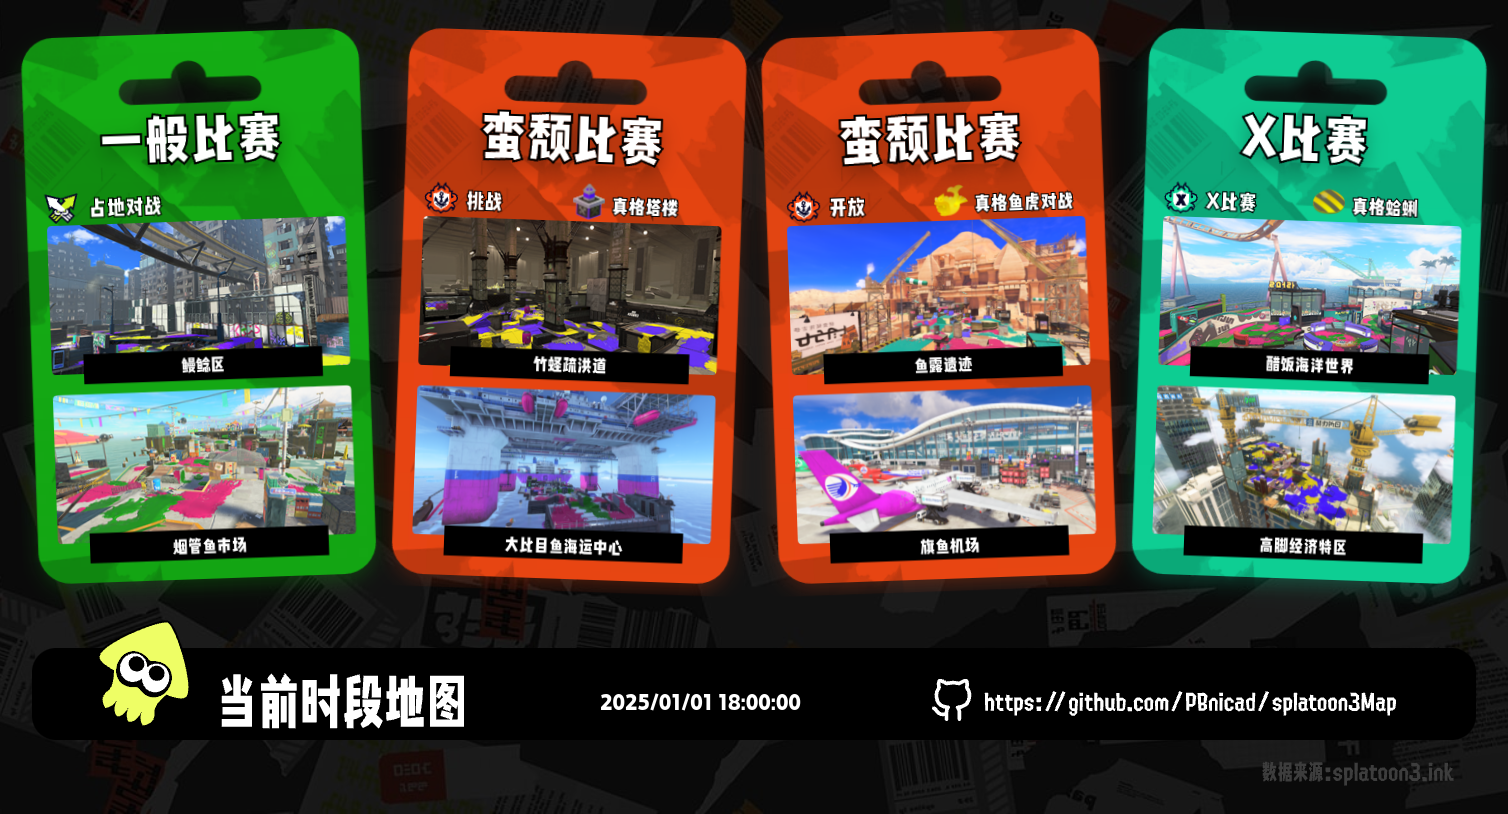 一般比赛
占地对战
鳗鲶区
烟管鱼市场
蛮颓比赛
挑战
真格塔楼
竹蛏疏洪道
大比目鱼海运中心
蛮颓比赛
开放
真格鱼虎对战
鱼露遗迹
旗鱼机场
X比赛
X比赛
真格蛤蜊
醋饭海洋世界
高脚经济特区
当前时段地图
2025/01/01 18:00:00
https://github.com/PBnicad/splatoon3Map
数据来源:splatoon3.ink